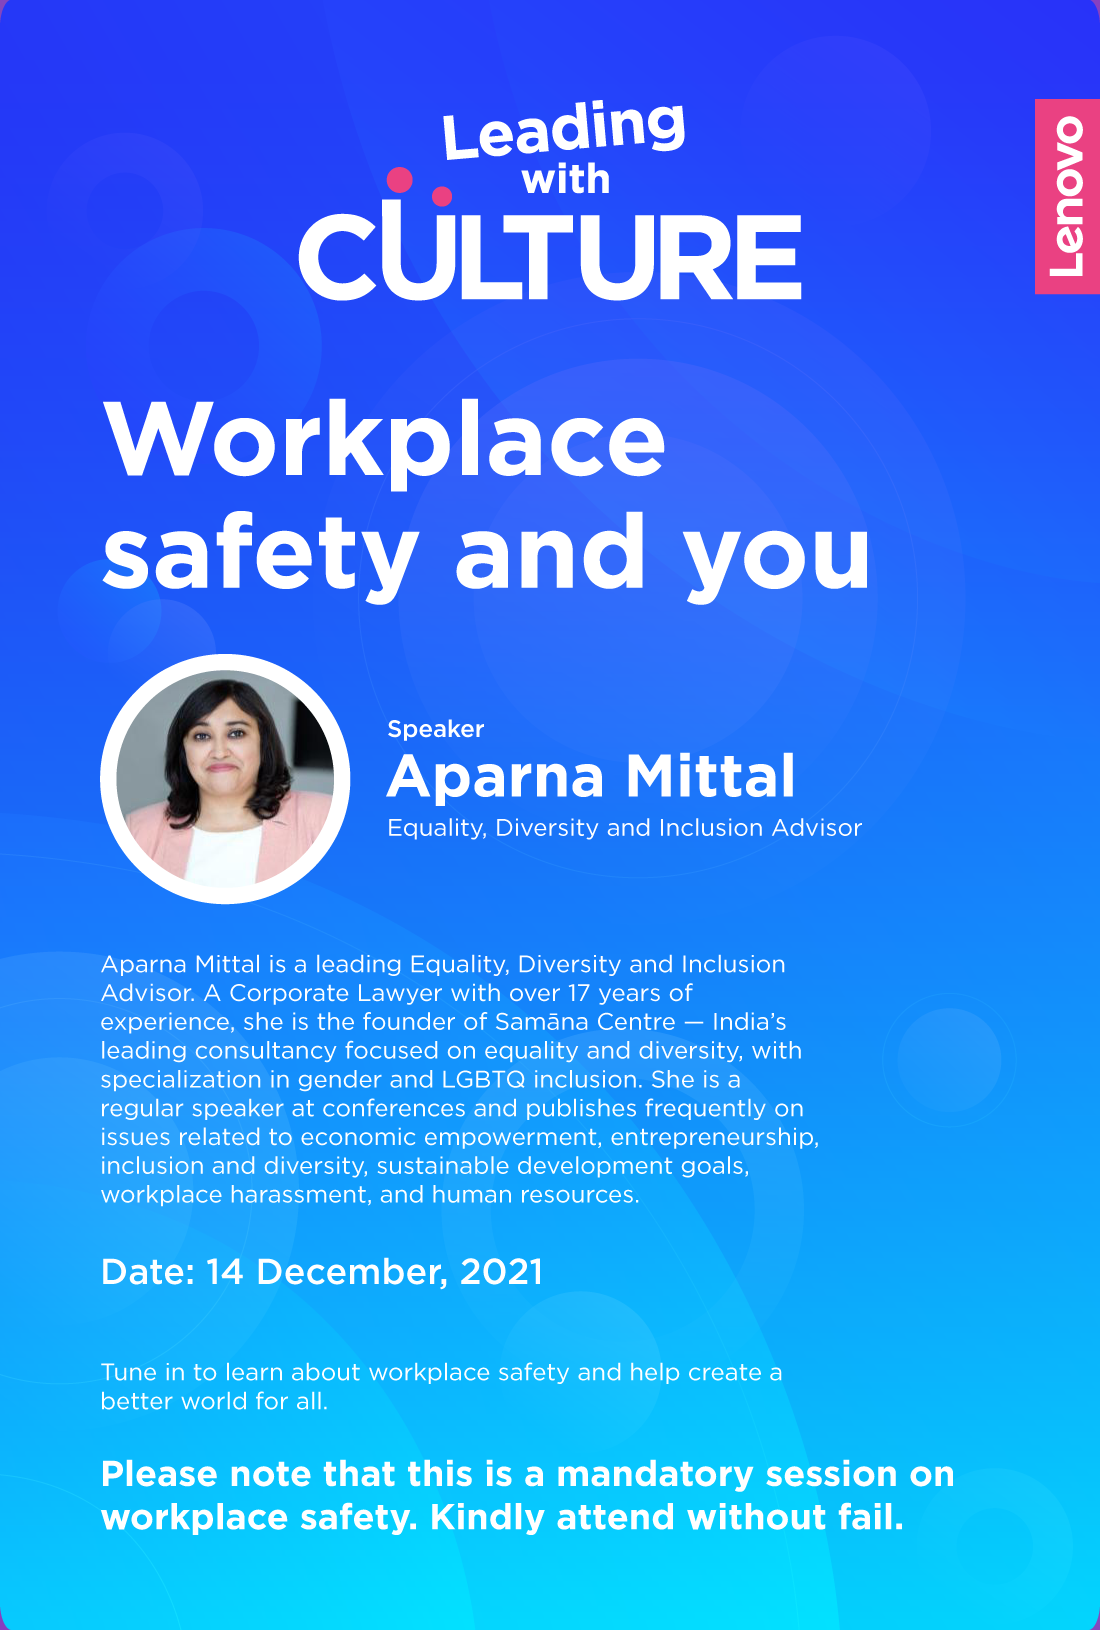 Leading
with
CULTURE
Lenovo
Workplace
safety and you
Speaker
Aparna Mittal
Equality, Diversity and Inclusion Advisor
Aparna Mittal is a leading Equality, Diversity and Inclusion
Advisor. A Corporate Lawyer with over 17 years of
experience, she is the founder of Samāna Centre — India’s
leading consultancy focused on equality and diversity, with
specialization in gender and LGBTQ inclusion. She is a
regular speaker at conferences and publishes frequently on
issues related to economic empowerment, entrepreneurship,
inclusion and diversity, sustainable development goals,
workplace harassment, and human resources.
Date: 14 December, 2021
Tune in to learn about workplace safety and help create a
better world for all.
Please note that this is a mandatory session on
workplace safety. Kindly attend without fail.